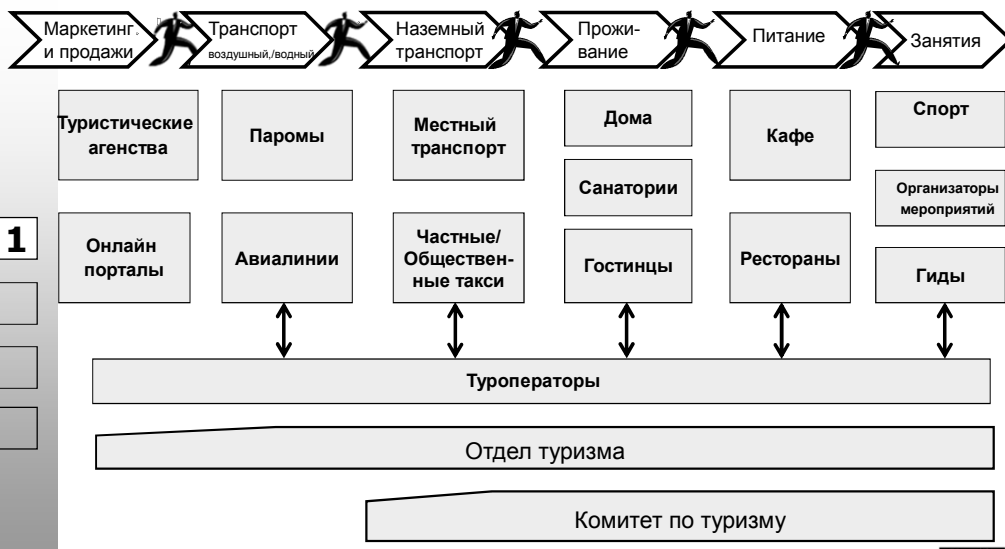 Маркетинг
и продажи
Транспорт
воздушный,/водный
Наземный
транспорт
Прожи-
вание
Питание
Занятия
Туристические
агенства
Паромы
Местный
транспорт
Дома
Кафе
Спорт
Санатории
Организаторы
мероприятий
1
Онлайн
порталы
Авиалинии
Частные/
Обществен-
ные такси
Гостинцы
Рестораны
Гиды
Туроператоры
Отдел туризма
Комитет по туризму